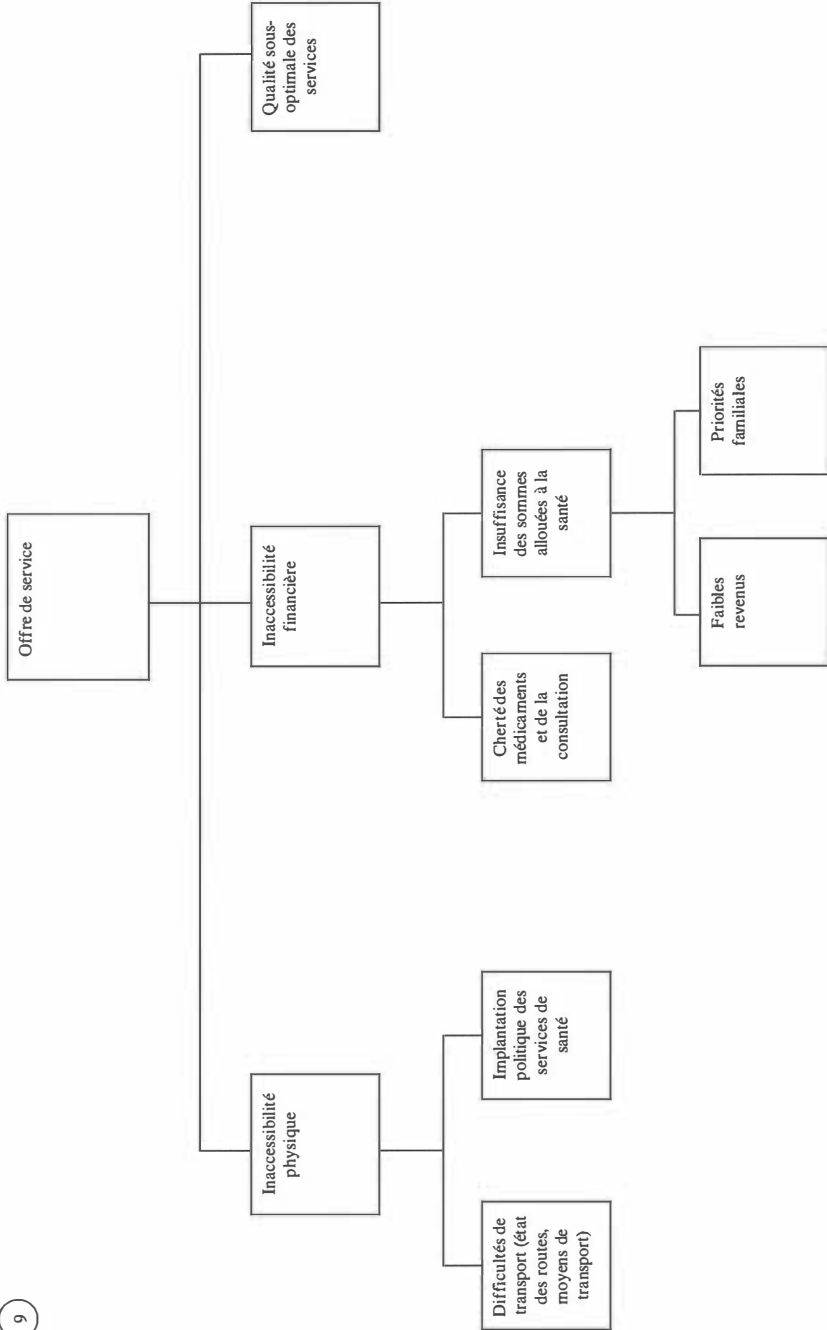 9
Offre de service
Inaccessibilité
physique
Inaccessibilité
financière
Qualité sous-
optimale des
services
Difficultés de
transport (état
des routes,
moyens de
transport)
Implantation
politique des
services de
santé
Cherté des
médicaments
et de la
consultation
Insuffisance
des sommes
allouées à la
santé
Faibles
revenus
Priorités
familiales